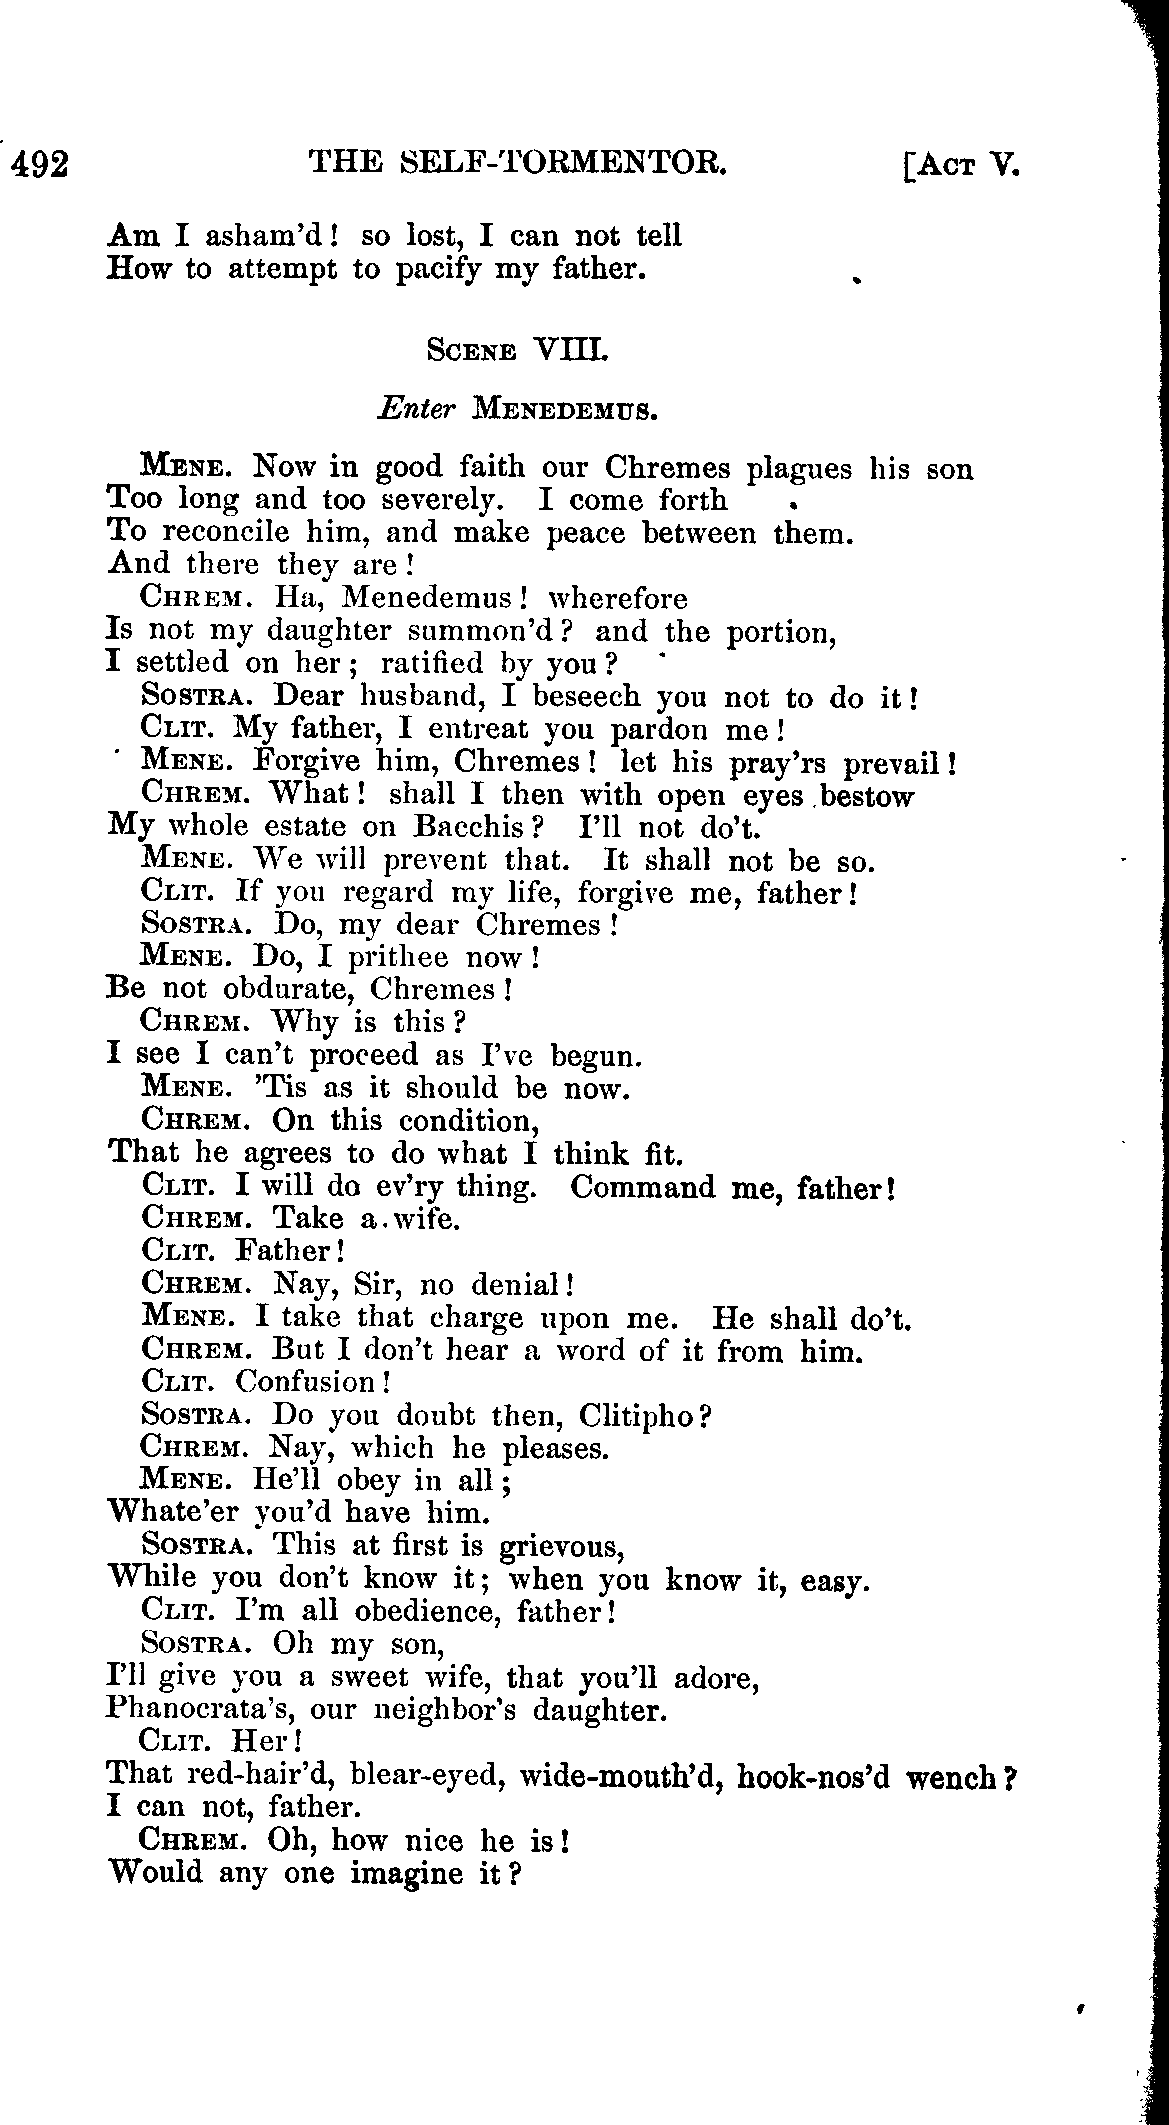 492 THE SELF-TORMENTOR. [ACT V.
Am I asham'd! so lost, I can not tell
How to attempt to pacify my father.
SCENE VIII.
Enter MENEDEMUS.
MENE. Now in good faith our Chremes plagues his son
Too long and too severely. I come forth
To reconcile him, and make peace between them.
And there they are!
CHREM. Ha, Menedemus! wherefore
Is not my daughter summon'd? and the portion,
I settled on her; ratified by you?
SOSTRA. Dear husband, I beseech you not to do it!
CLIT. My father, I entreat you pardon me!
MENE. Forgive him, Chremes! let his pray'rs prevail!
CHREM. What! shall I then with open eyes bestow
My whole estate on Bacchis? I'll not do't.
MENE. We will prevent that. It shall not be so.
CLIT. If you regard my life, forgive me, father!
SOSTRA. Do, my dear Chremes!
MENE. Do, I prithee now!
Be not obdurate, Chremes!
CHREM. Why is this?
I see I can't proceed as I've begun.
MENE. 'Tis as it should be now.
CHREM. On this condition,
That he agrees to do what I think fit.
CLIT. I will do ev'ry thing. Command me, father!
CHREM. Take a wife.
CLIT. Father!
CHREM. Nay, Sir, no denial!
MENE. I take that charge upon me. He shall do't.
CHREM. But I don't hear a word of it from him.
CLIT. Confusion!
SOSTRA. Do you doubt then, Clitipho?
CHREM. Nay, which he pleases.
MENE. He'll obey in all;
Whate'er you'd have him.
SOSTRA. This at first is grievous,
While you don't know it; when you know it, easy.
CLIT. I'm all obedience, father!
SOSTRA. Oh my son,
I'll give you a sweet wife, that you'll adore,
Phanocrata's, our neighbor's daughter.
CLIT. Her!
That red-hair'd, blear-eyed, wide-mouth'd, hook-nos'd wench?
I can not, father.
CHREM. Oh, how nice he is!
Would any one imagine it?